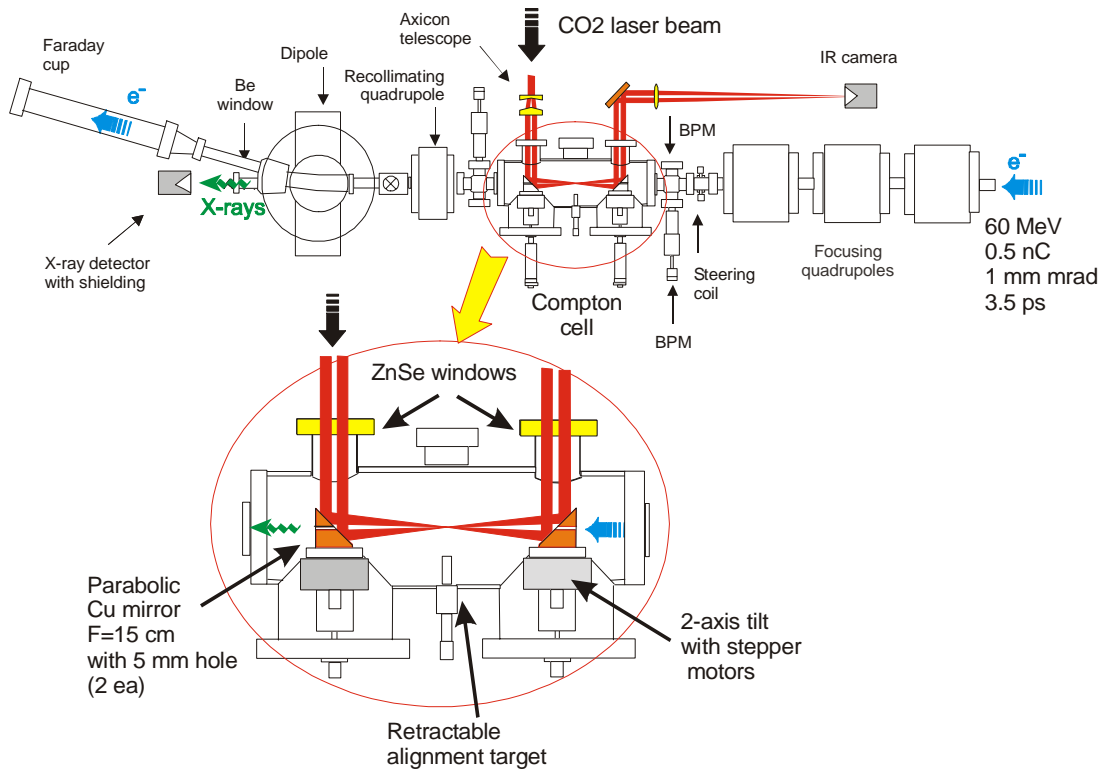 Axicon
telescope
CO2 laser beam
IR camera
Faraday
cup
Be
window
Dipole
Recollimating
quadrupole
e-
BPM
e-
X-rays
X-ray detector
with shielding
Compton
cell
Steering
coil
BPM
Focusing
quadrupoles
60 MeV
0.5 nC
1 mm mrad
3.5 ps
ZnSe windows
Parabolic
Cu mirror
F=15 cm
with 5 mm hole
(2 ea)
2-axis tilt
with stepper
motors
Retractable
alignment target